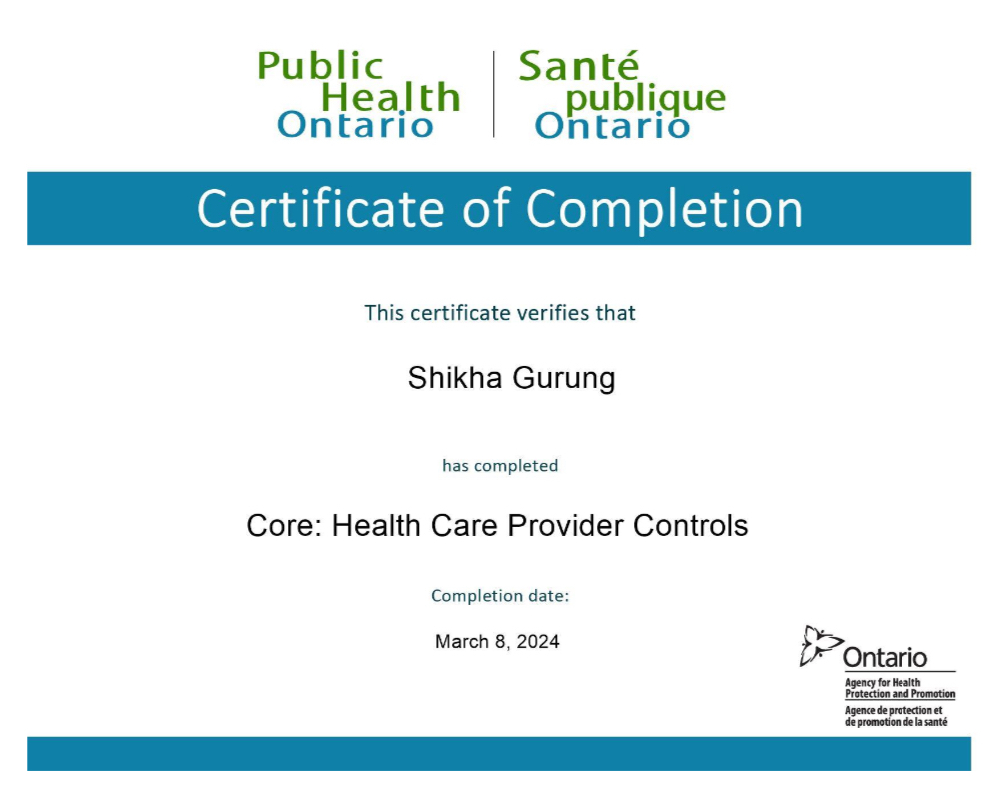 Public
Health
Ontario
Santé
publique
Ontario
Certificate of Completion
This certificate verifies that
Shikha Gurung
has completed
Core: Health Care Provider Controls
Completion date:
March 8, 2024
Ontario
Agency for Health
Protection and Promotion
Agence de protection et
de promotion de la santé